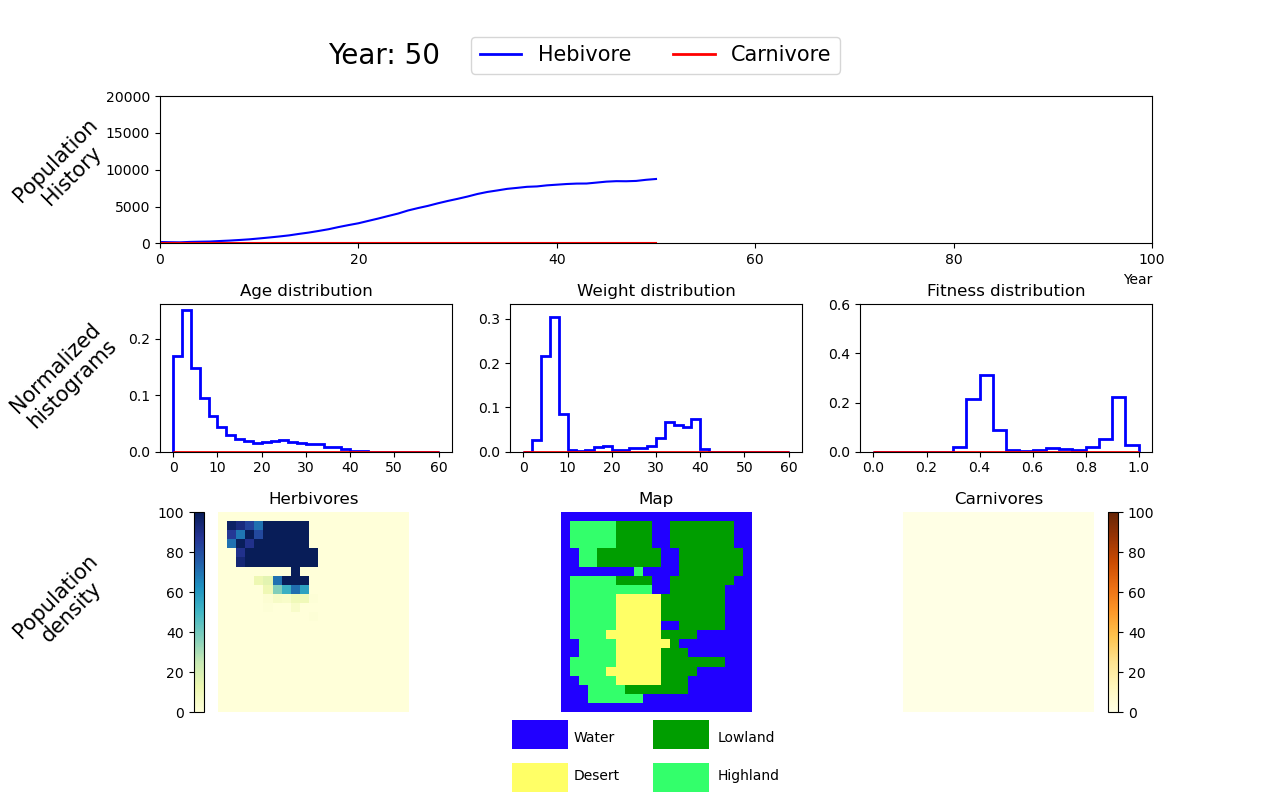 Year: 50
Hebivore
Carnivore
Population
History
20000
15000
10000
5000
0
0 20 40 60 80 100
Year
Normalized
histograms
Age distribution
0.2
0.1
0.0
0 10 20 30 40 50 60
Weight distribution
0.3
0.2
0.1
0.0
0 10 20 30 40 50 60
Fitness distribution
0.6
0.4
0.2
0.0
0.0 0.2 0.4 0.6 0.8 1.0
Population
density
Herbivores
100
80
60
40
20
0
Map
Carnivores
100
80
60
40
20
0
Water
Lowland
Desert
Highland